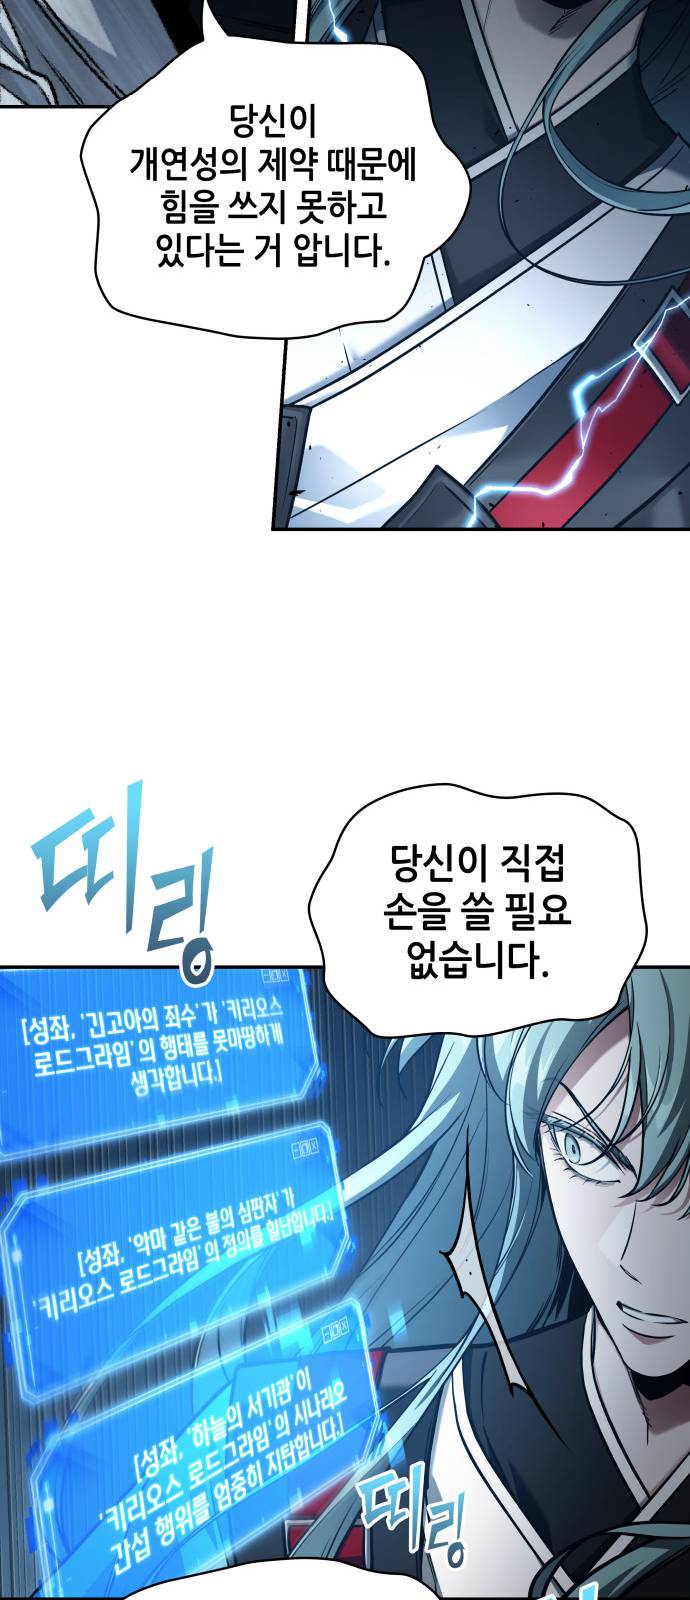 당신이
개연성의 제약 때문에
힘을 쓰지 못하고
있다는 거 압니다.
띠링
당신이 직접
손을 쓸 필요
없습니다.
[성좌, '긴고아의 죄수'가 '키리오스
로드그라임'의 행태를 못마땅하게
생각합니다.]
[성좌, '악마 같은 불의 심판자'가
'키리오스 로드그라임'의 정의를 힐난합니다.]
[성좌, '하늘의 서기관'이
'키리오스 로드그라임'의 시나리오
간섭 행위를 엄중히 지탄합니다.]
띠링